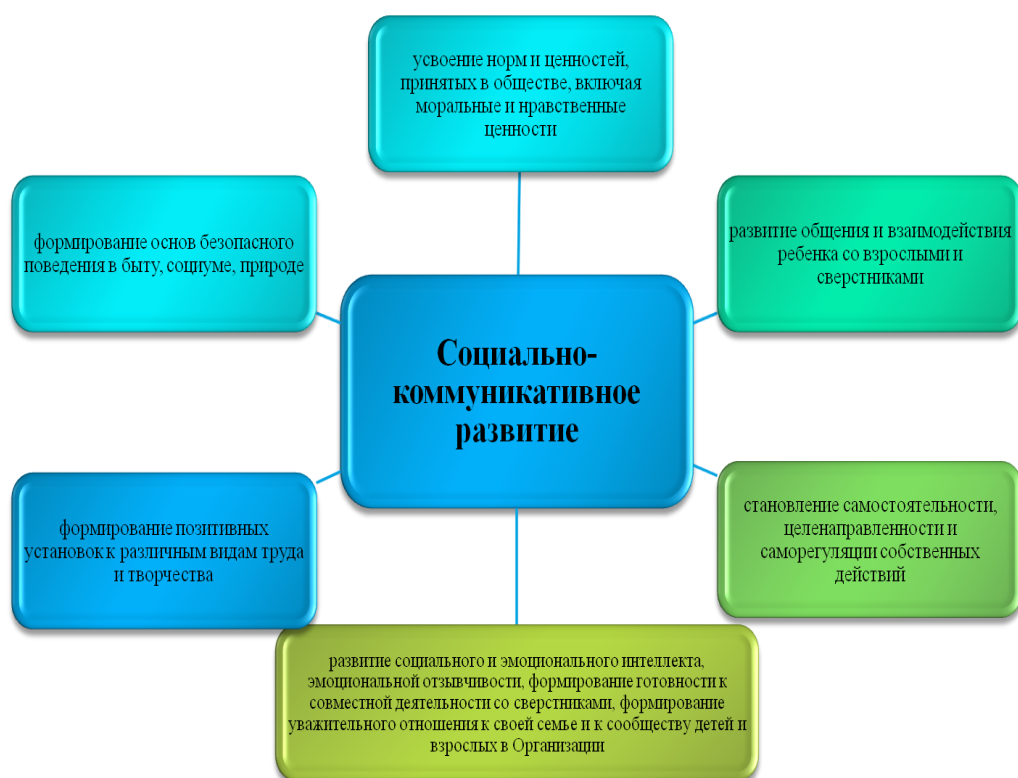 усвоение норм и ценностей,
принятых в обществе, включая
моральные и нравственные
ценности
формирование основ безопасного
поведения в быту, социуме, природе
развитие общения и взаимодействия
ребенка со взрослыми и
сверстниками
Социально-
коммуникативное
развитие
формирование позитивных
установок к различным видам труда
и творчества
становление самостоятельности,
целенаправленности и
саморегуляции собственных
действий
развитие социального и эмоционального интеллекта,
эмоциональной отзывчивости, формирование готовности к
совместной деятельности со сверстниками, формирование
уважительного отношения к своей семье и к сообществу детей и
взрослых в Организации